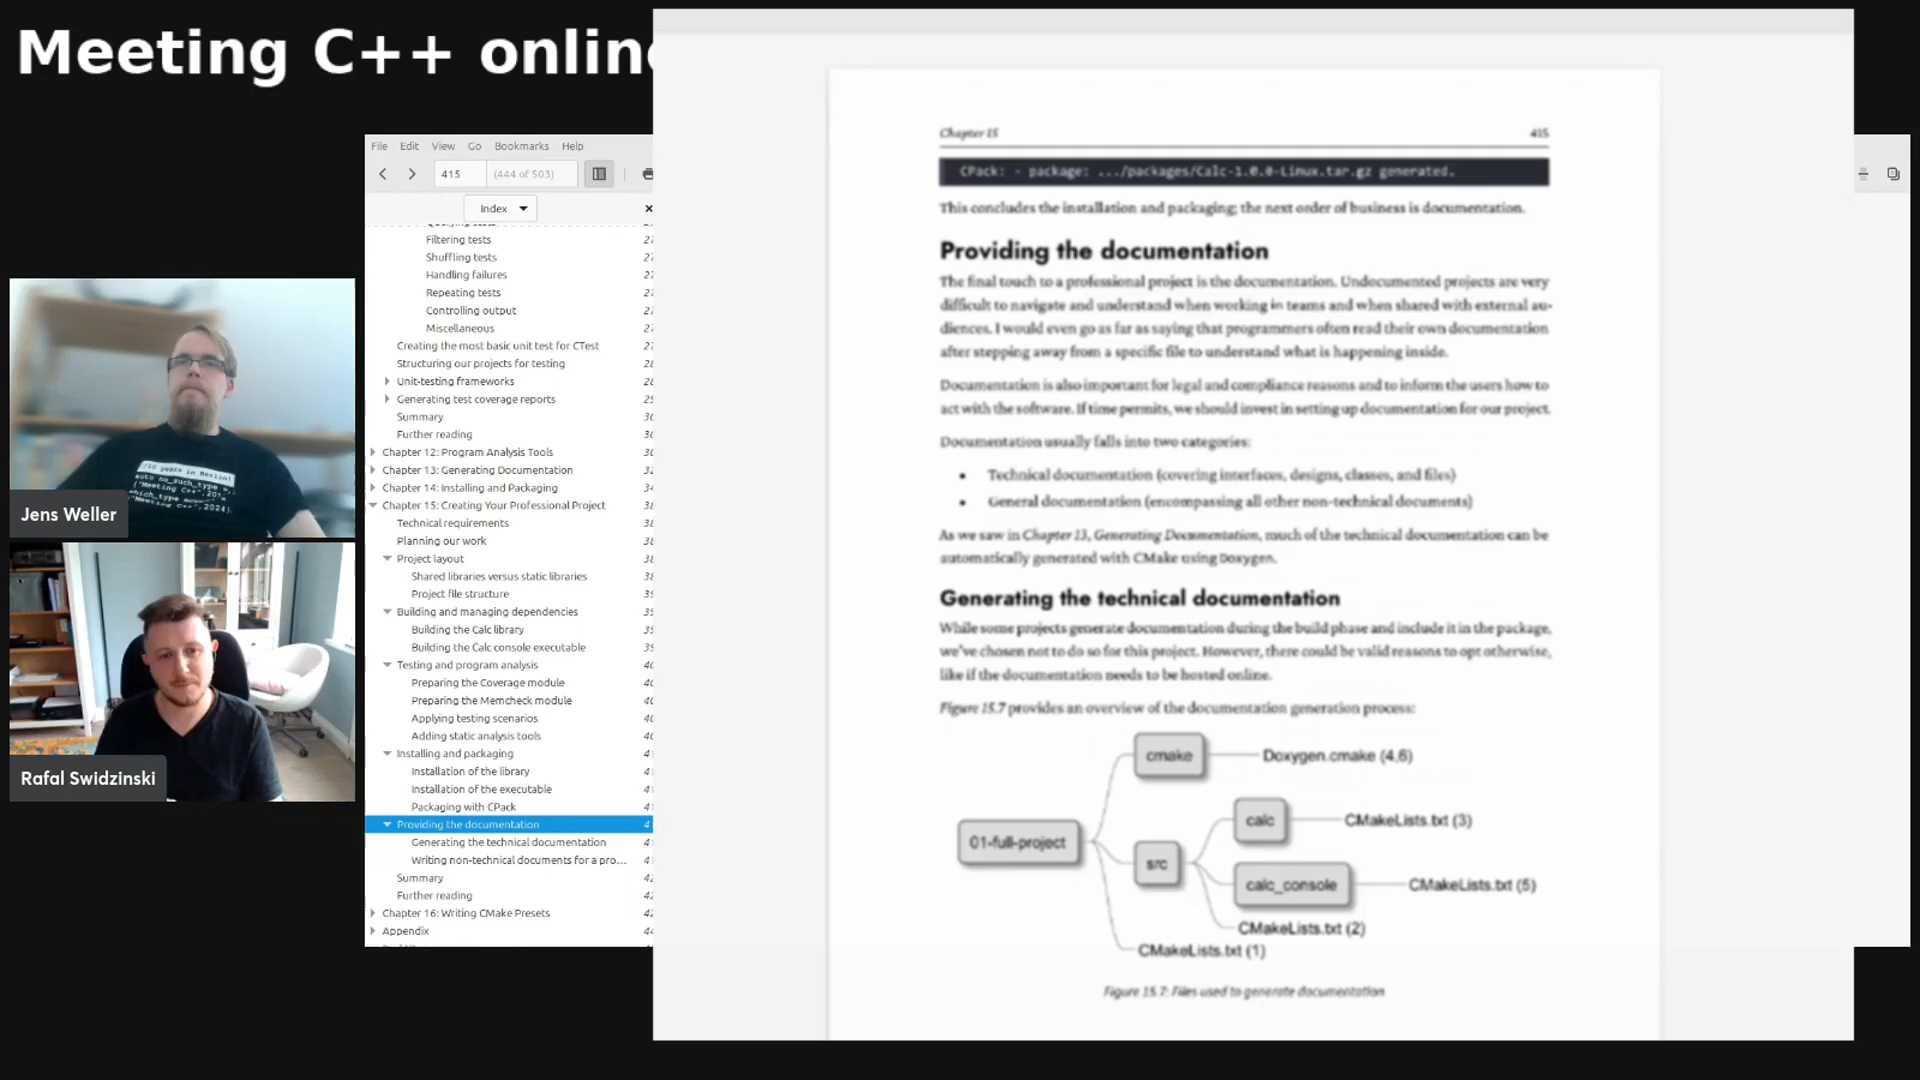 Meeting C++ online
File Edit View Go Bookmarks Help
415 (444 of 503)
Index
Filtering tests
Shuffling tests
Handling failures
Repeating tests
Controlling output
Miscellaneous
Creating the most basic unit test for CTest
Structuring our projects for testing
Unit-testing frameworks
Generating test coverage reports
Summary
Further reading
Chapter 12: Program Analysis Tools
Chapter 13: Generating Documentation
Chapter 14: Installing and Packaging
Chapter 15: Creating Your Professional Project
Technical requirements
Planning our work
Project layout
Shared libraries versus static libraries
Project file structure
Building and managing dependencies
Building the Calc library
Building the Calc console executable
Testing and program analysis
Preparing the Coverage module
Preparing the Memcheck module
Applying testing scenarios
Adding static analysis tools
Installing and packaging
Installation of the library
Installation of the executable
Packaging with CPack
Providing the documentation
Generating the technical documentation
Writing non-technical documents for a pro...
Summary
Further reading
Chapter 16: Writing CMake Presets
Appendix
Jens Weller
Rafal Swidzinski
Chapter 15 415
CPack: - package: .../packages/Calc-1.0.0-Linux.tar.gz generated.
This concludes the installation and packaging; the next order of business is documentation.
Providing the documentation
The final touch to a professional project is the documentation. Undocumented projects are very
difficult to navigate and understand when working in teams and when shared with external au-
diences. I would even go as far as saying that programmers often read their own documentation
after stepping away from a specific file to understand what is happening inside.
Documentation is also important for legal and compliance reasons and to inform the users how to
act with the software. If time permits, we should invest in setting up documentation for our project.
Documentation usually falls into two categories:
• Technical documentation (covering interfaces, designs, classes, and files)
• General documentation (encompassing all other non-technical documents)
As we saw in Chapter 13, Generating Documentation, much of the technical documentation can be
automatically generated with CMake using Doxygen.
Generating the technical documentation
While some projects generate documentation during the build phase and include it in the package,
we've chosen not to do so for this project. However, there could be valid reasons to opt otherwise,
like if the documentation needs to be hosted online.
Figure 15.7 provides an overview of the documentation generation process:
cmake Doxygen.cmake (4,6)
calc CMakeLists.txt (3)
01-full-project
src
calc_console CMakeLists.txt (5)
CMakeLists.txt (2)
CMakeLists.txt (1)
Figure 15.7: Files used to generate documentation